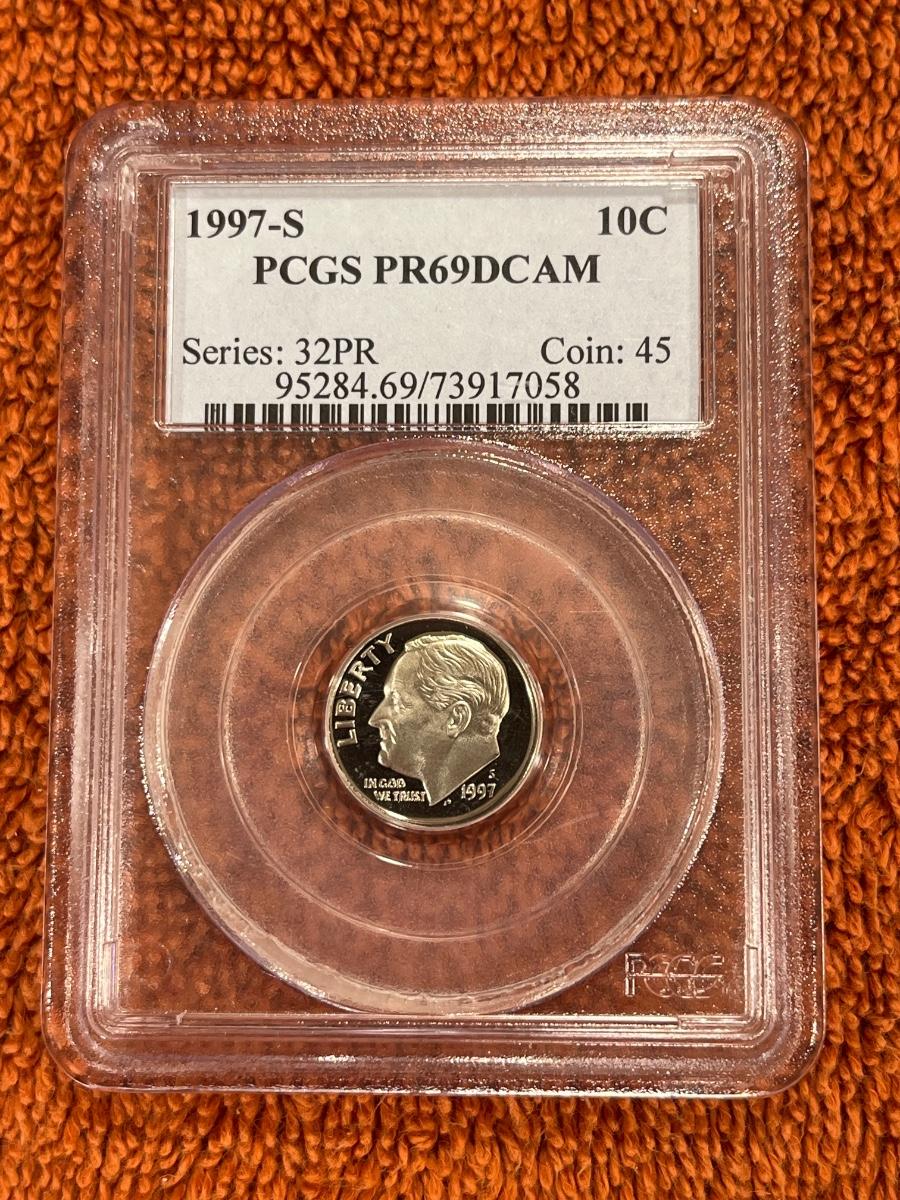 1997-S 10C
PCGS PR69DCAM
Series: 32PR Coin: 45
95284.69/73917058
LIBERTY
IN GOD
WE TRUST
S
1997
PCGS